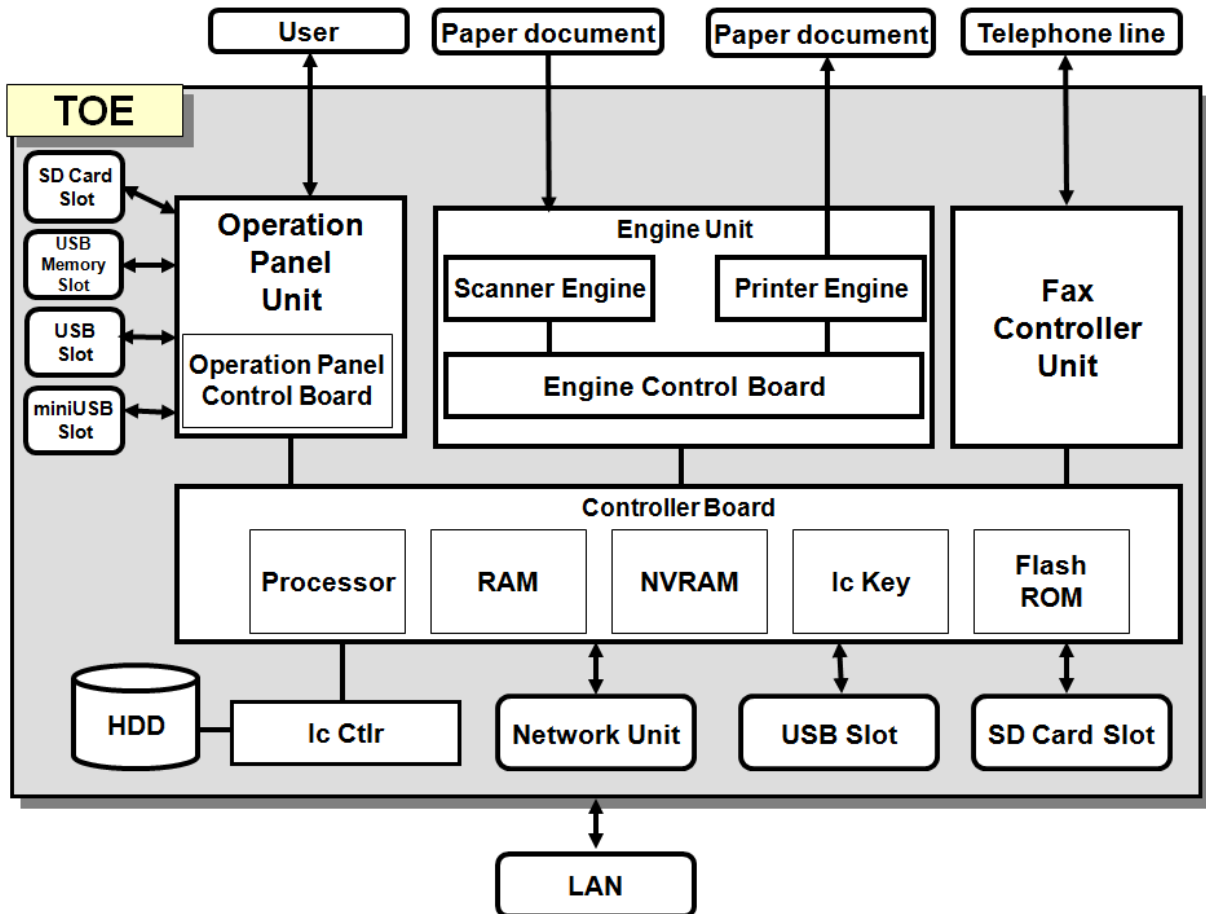 User
Paper document
Paper document
Telephone line
TOE
SD Card
Slot
USB
Memory
Slot
USB
Slot
miniUSB
Slot
Operation
Panel
Unit
Operation Panel
Control Board
Engine Unit
Scanner Engine
Printer Engine
Engine Control Board
Fax
Controller
Unit
Controller Board
Processor
RAM
NVRAM
Ic Key
Flash
ROM
HDD
Ic Ctlr
Network Unit
USB Slot
SD Card Slot
LAN